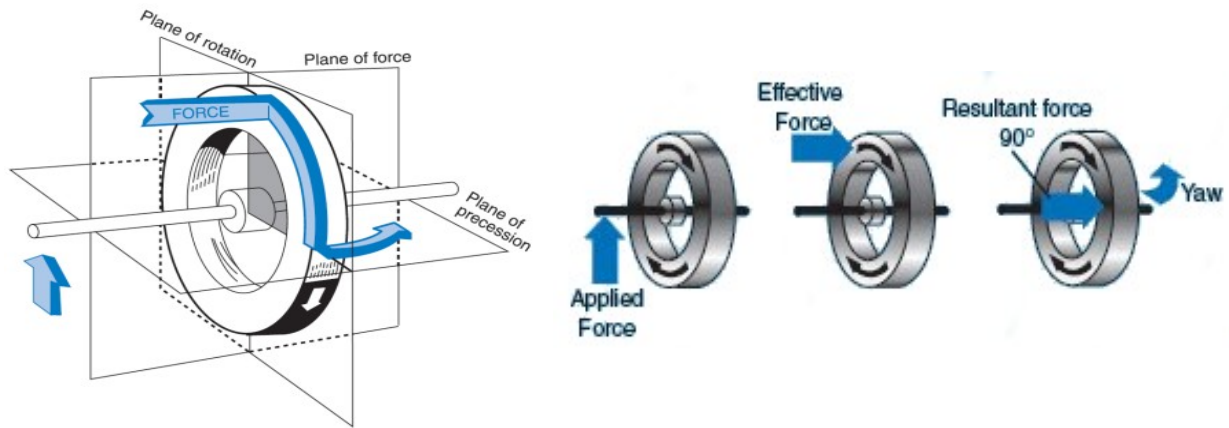 Plane of rotation
Plane of force
FORCE
Plane of
precession
Effective
Force
Resultant force
90°
Yaw
Applied
Force